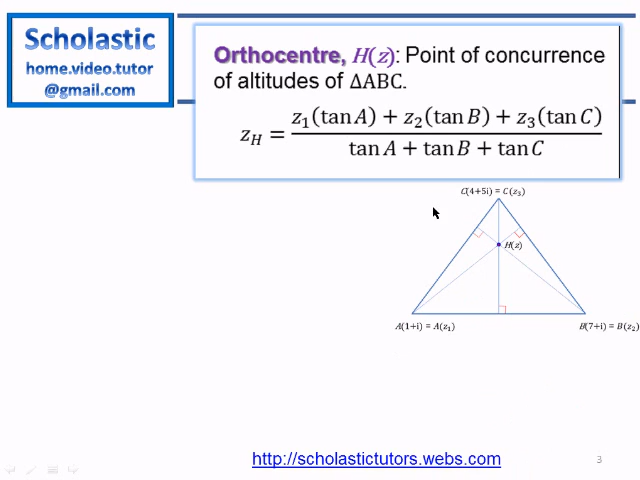 Scholastic
home.video.tutor
@gmail.com
Orthocentre, H(z): Point of concurrence
of altitudes of ΔABC.
z_H = (z₁(tan A) + z₂(tan B) + z₃(tan C)) / (tan A + tan B + tan C)
C(4+5i) = C(z₃)
H(z)
A(1+i) = A(z₁)
B(7+i) = B(z₂)
http://scholastictutors.webs.com
3